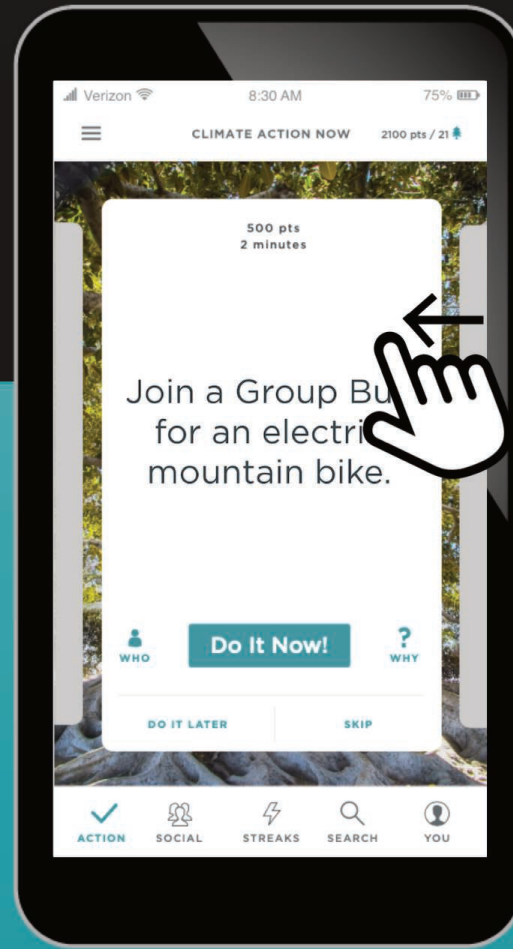 Verizon 8:30 AM 75%
CLIMATE ACTION NOW 2100 pts / 21
500 pts
2 minutes
Join a Group Bu
for an electri
mountain bike.
WHO Do It Now! ? WHY
DO IT LATER SKIP
ACTION SOCIAL STREAKS SEARCH YOU